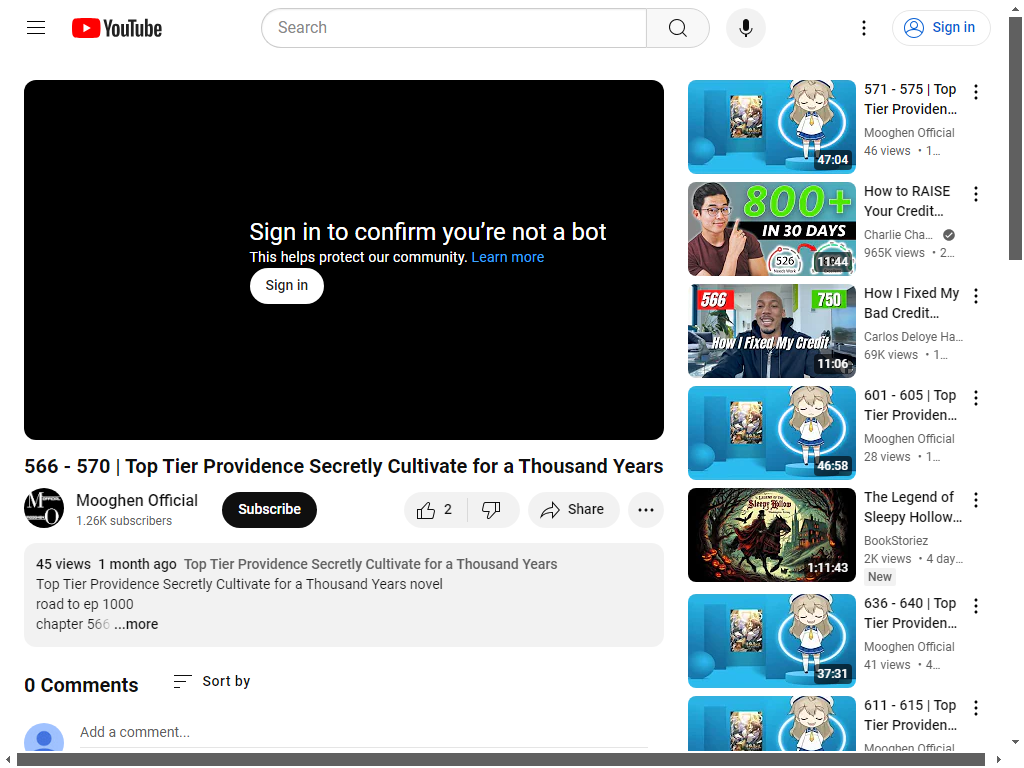 YouTube
Search
Sign in
Sign in to confirm you’re not a bot
This helps protect our community. Learn more
Sign in
566 - 570 | Top Tier Providence Secretly Cultivate for a Thousand Years
Mooghen Official
1.26K subscribers
Subscribe
2
Share
45 views 1 month ago Top Tier Providence Secretly Cultivate for a Thousand Years
Top Tier Providence Secretly Cultivate for a Thousand Years novel
road to ep 1000
chapter 566 ...more
0 Comments
Sort by
Add a comment...
47:04
571 - 575 | Top
Tier Providen...
Mooghen Official
46 views • 1...
800+
IN 30 DAYS
526
11:44
How to RAISE
Your Credit...
Charlie Cha...
965K views • 2...
566
750
How I Fixed My Credit
11:06
How I Fixed My
Bad Credit...
Carlos Deloye Ha...
69K views • 1...
46:58
601 - 605 | Top
Tier Providen...
Mooghen Official
28 views • 1...
Sleepy Hollow
1:11:43
The Legend of
Sleepy Hollow...
BookStoriez
2K views • 4 day...
New
37:31
636 - 640 | Top
Tier Providen...
Mooghen Official
41 views • 4...
611 - 615 | Top
Tier Providen...
Mooghen Official